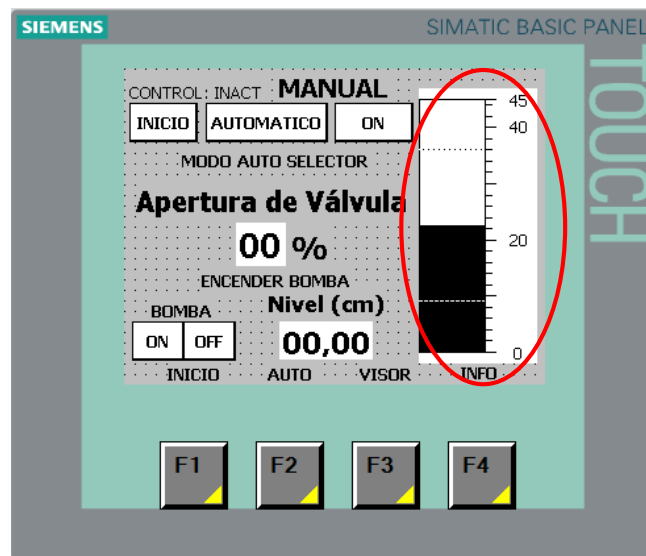 SIEMENS
SIMATIC BASIC PANEL
TOUCH
CONTROL: INACT MANUAL
INICIO AUTOMATICO ON
MODO AUTO SELECTOR
Apertura de Válvula
00 %
ENCENDER BOMBA
BOMBA Nivel (cm)
ON OFF 00,00
INICIO AUTO VISOR INFO
45
40
20
0
F1 F2 F3 F4